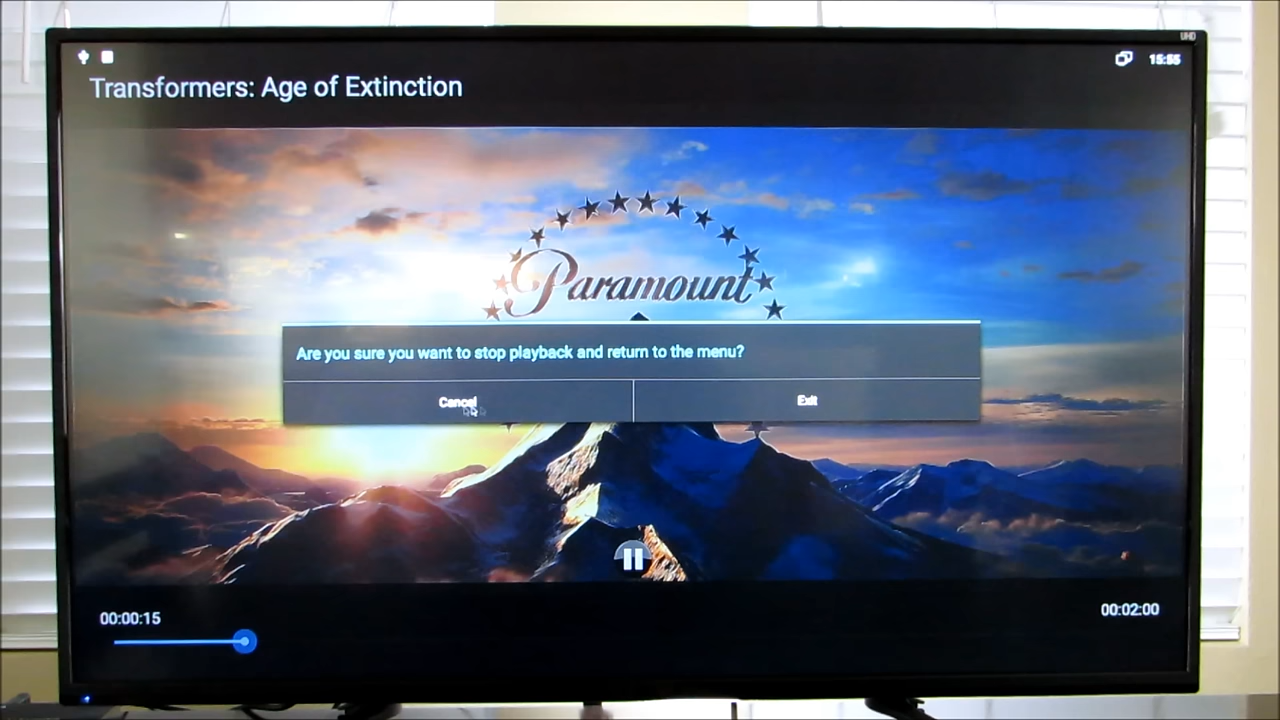 UHD
15:55
Transformers: Age of Extinction
Paramount
Are you sure you want to stop playback and return to the menu?
Cancel
Exit
00:00:15
00:02:00